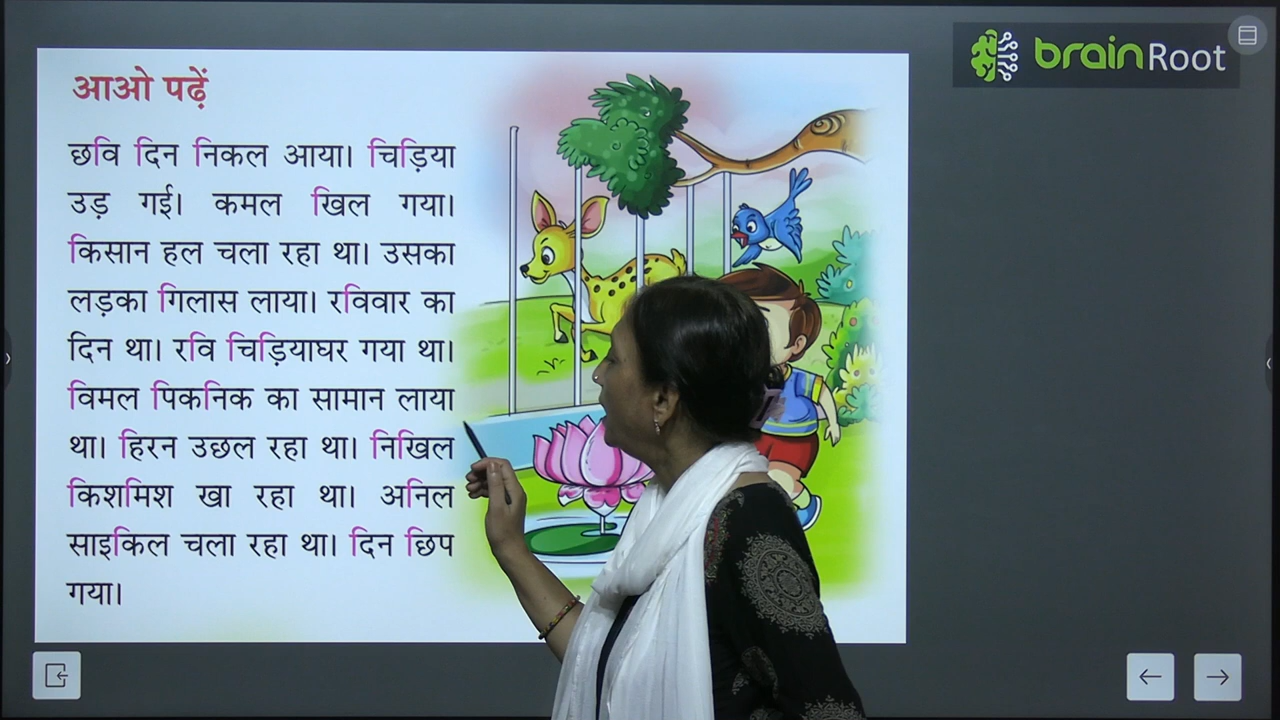 brainRoot
आओ पढ़ें
छवि दिन निकल आया। चिड़िया
उड़ गई। कमल खिल गया।
किसान हल चला रहा था। उसका
लड़का गिलास लाया। रविवार का
दिन था। रवि चिड़ियाघर गया था।
विमल पिकनिक का सामान लाया
था। हिरन उछल रहा था। निखिल
किशमिश खा रहा था। अनिल
साइकिल चला रहा था। दिन छिप
गया।